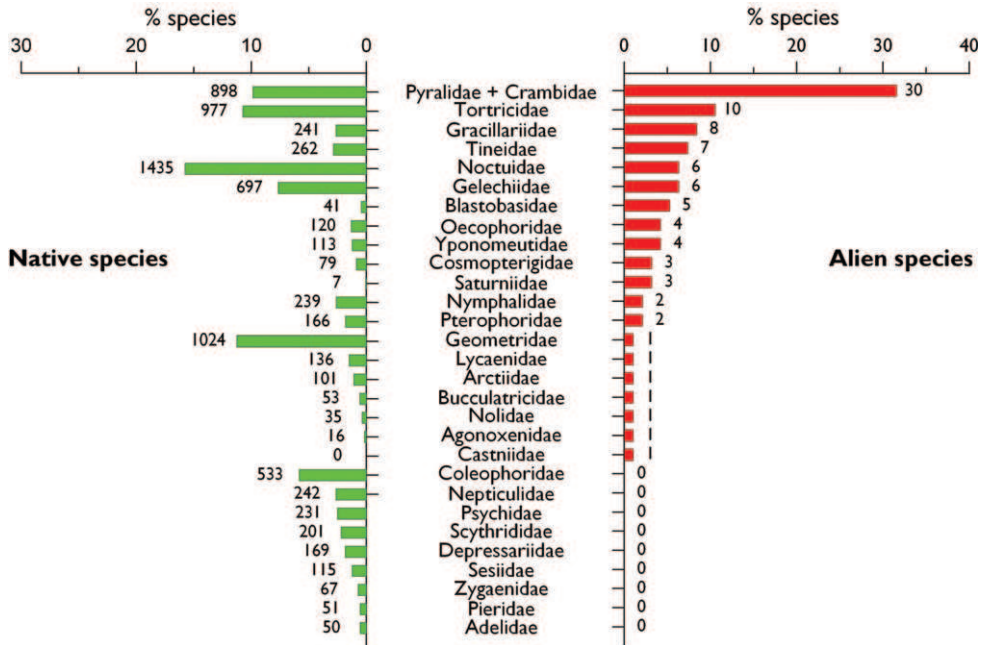 % species % species
30 20 10 0 0 10 20 30 40
898 Pyralidae + Crambidae 30
977 Tortricidae 10
241 Gracillariidae 8
262 Tineidae 7
1435 Noctuidae 6
697 Gelechiidae 6
41 Blastobasidae 5
120 Oecophoridae 4
113 Yponomeutidae 4
Native species 79 Cosmopterigidae 3 Alien species
7 Saturniidae 3
239 Nymphalidae 2
166 Pterophoridae 2
1024 Geometridae 1
136 Lycaenidae 1
101 Arctiidae 1
53 Bucculatricidae 1
35 Nolidae 1
16 Agonoxenidae 1
0 Castniidae 1
533 Coleophoridae 0
242 Nepticulidae 0
231 Psychidae 0
201 Scythrididae 0
169 Depressariidae 0
115 Sesiidae 0
67 Zygaenidae 0
51 Pieridae 0
50 Adelidae 0